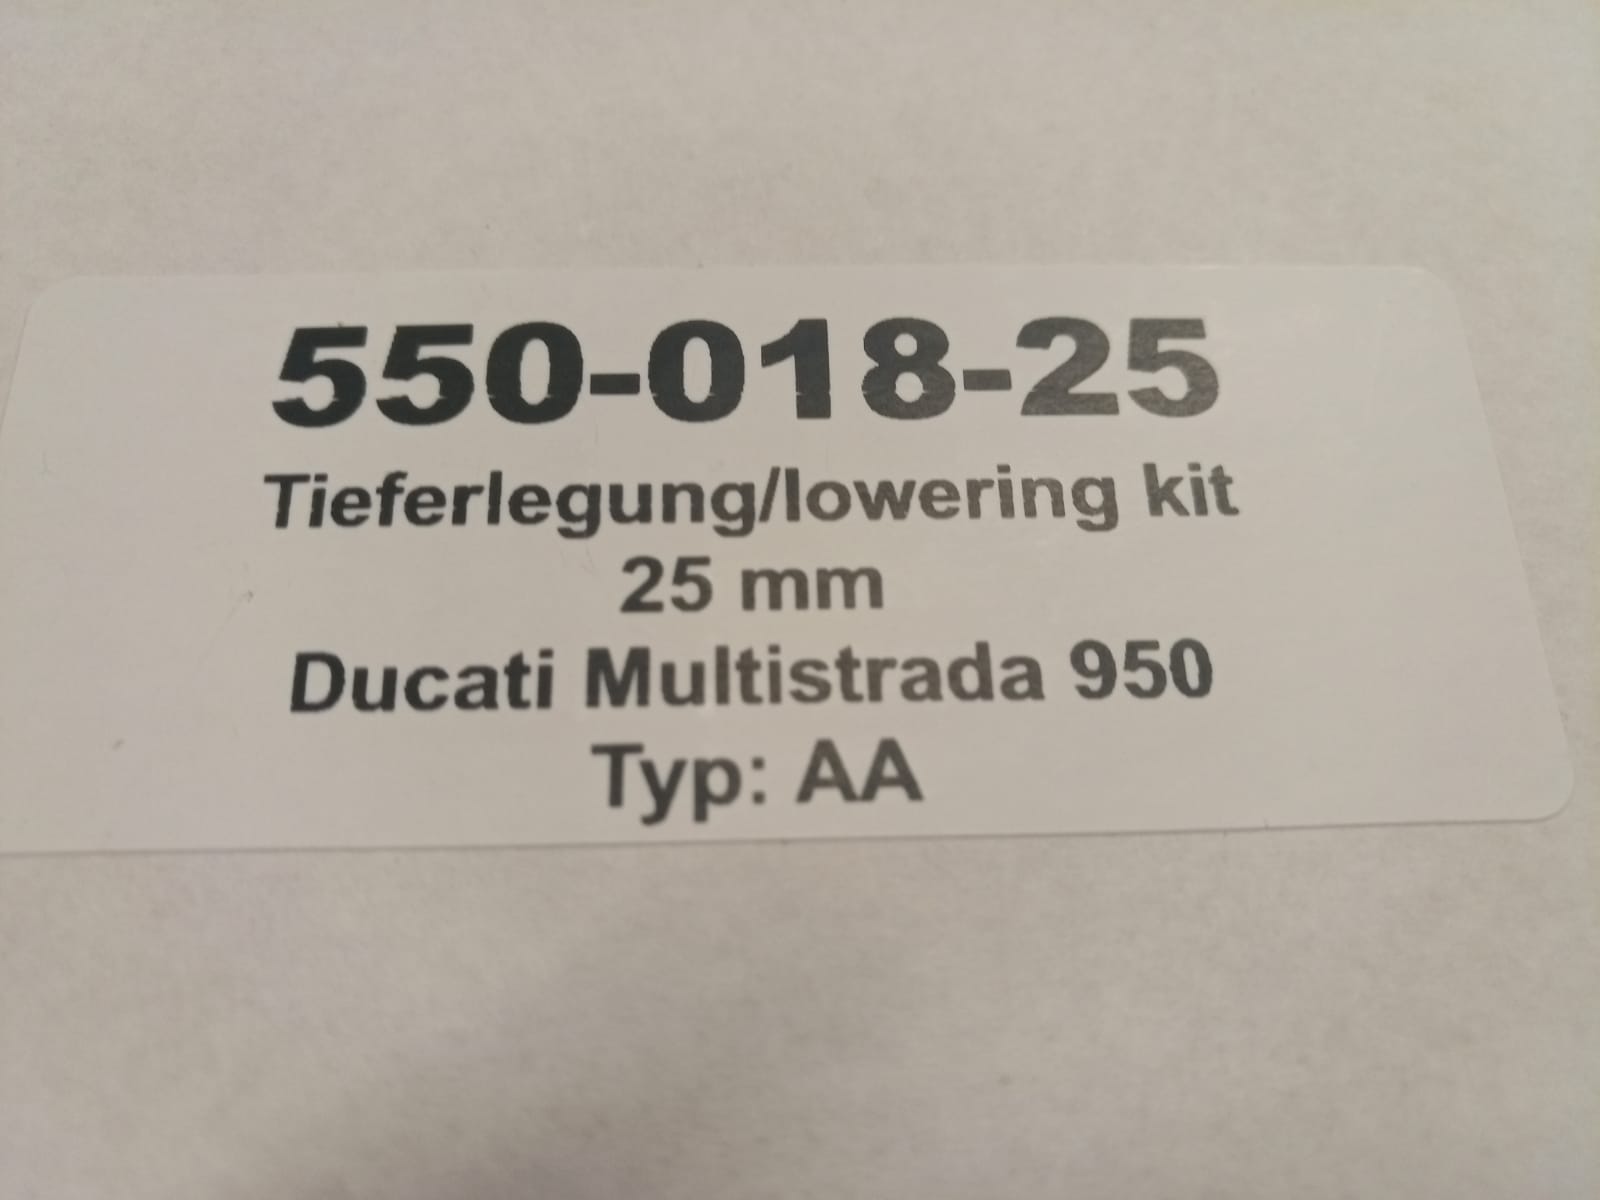 550-018-25
Tieferlegung/lowering kit
25 mm
Ducati Multistrada 950
Typ: AA